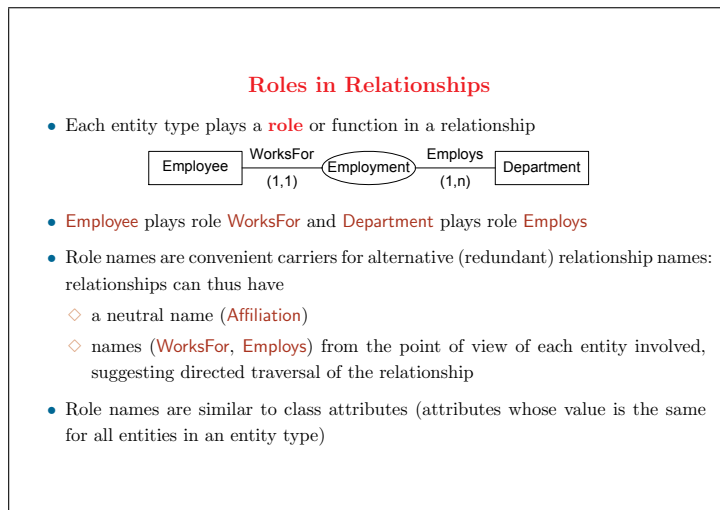 Roles in Relationships
• Each entity type plays a role or function in a relationship
Employee WorksFor (1,1) Employment Employs (1,n) Department
• Employee plays role WorksFor and Department plays role Employs
• Role names are convenient carriers for alternative (redundant) relationship names:
relationships can thus have
◇ a neutral name (Affiliation)
◇ names (WorksFor, Employs) from the point of view of each entity involved,
suggesting directed traversal of the relationship
• Role names are similar to class attributes (attributes whose value is the same
for all entities in an entity type)